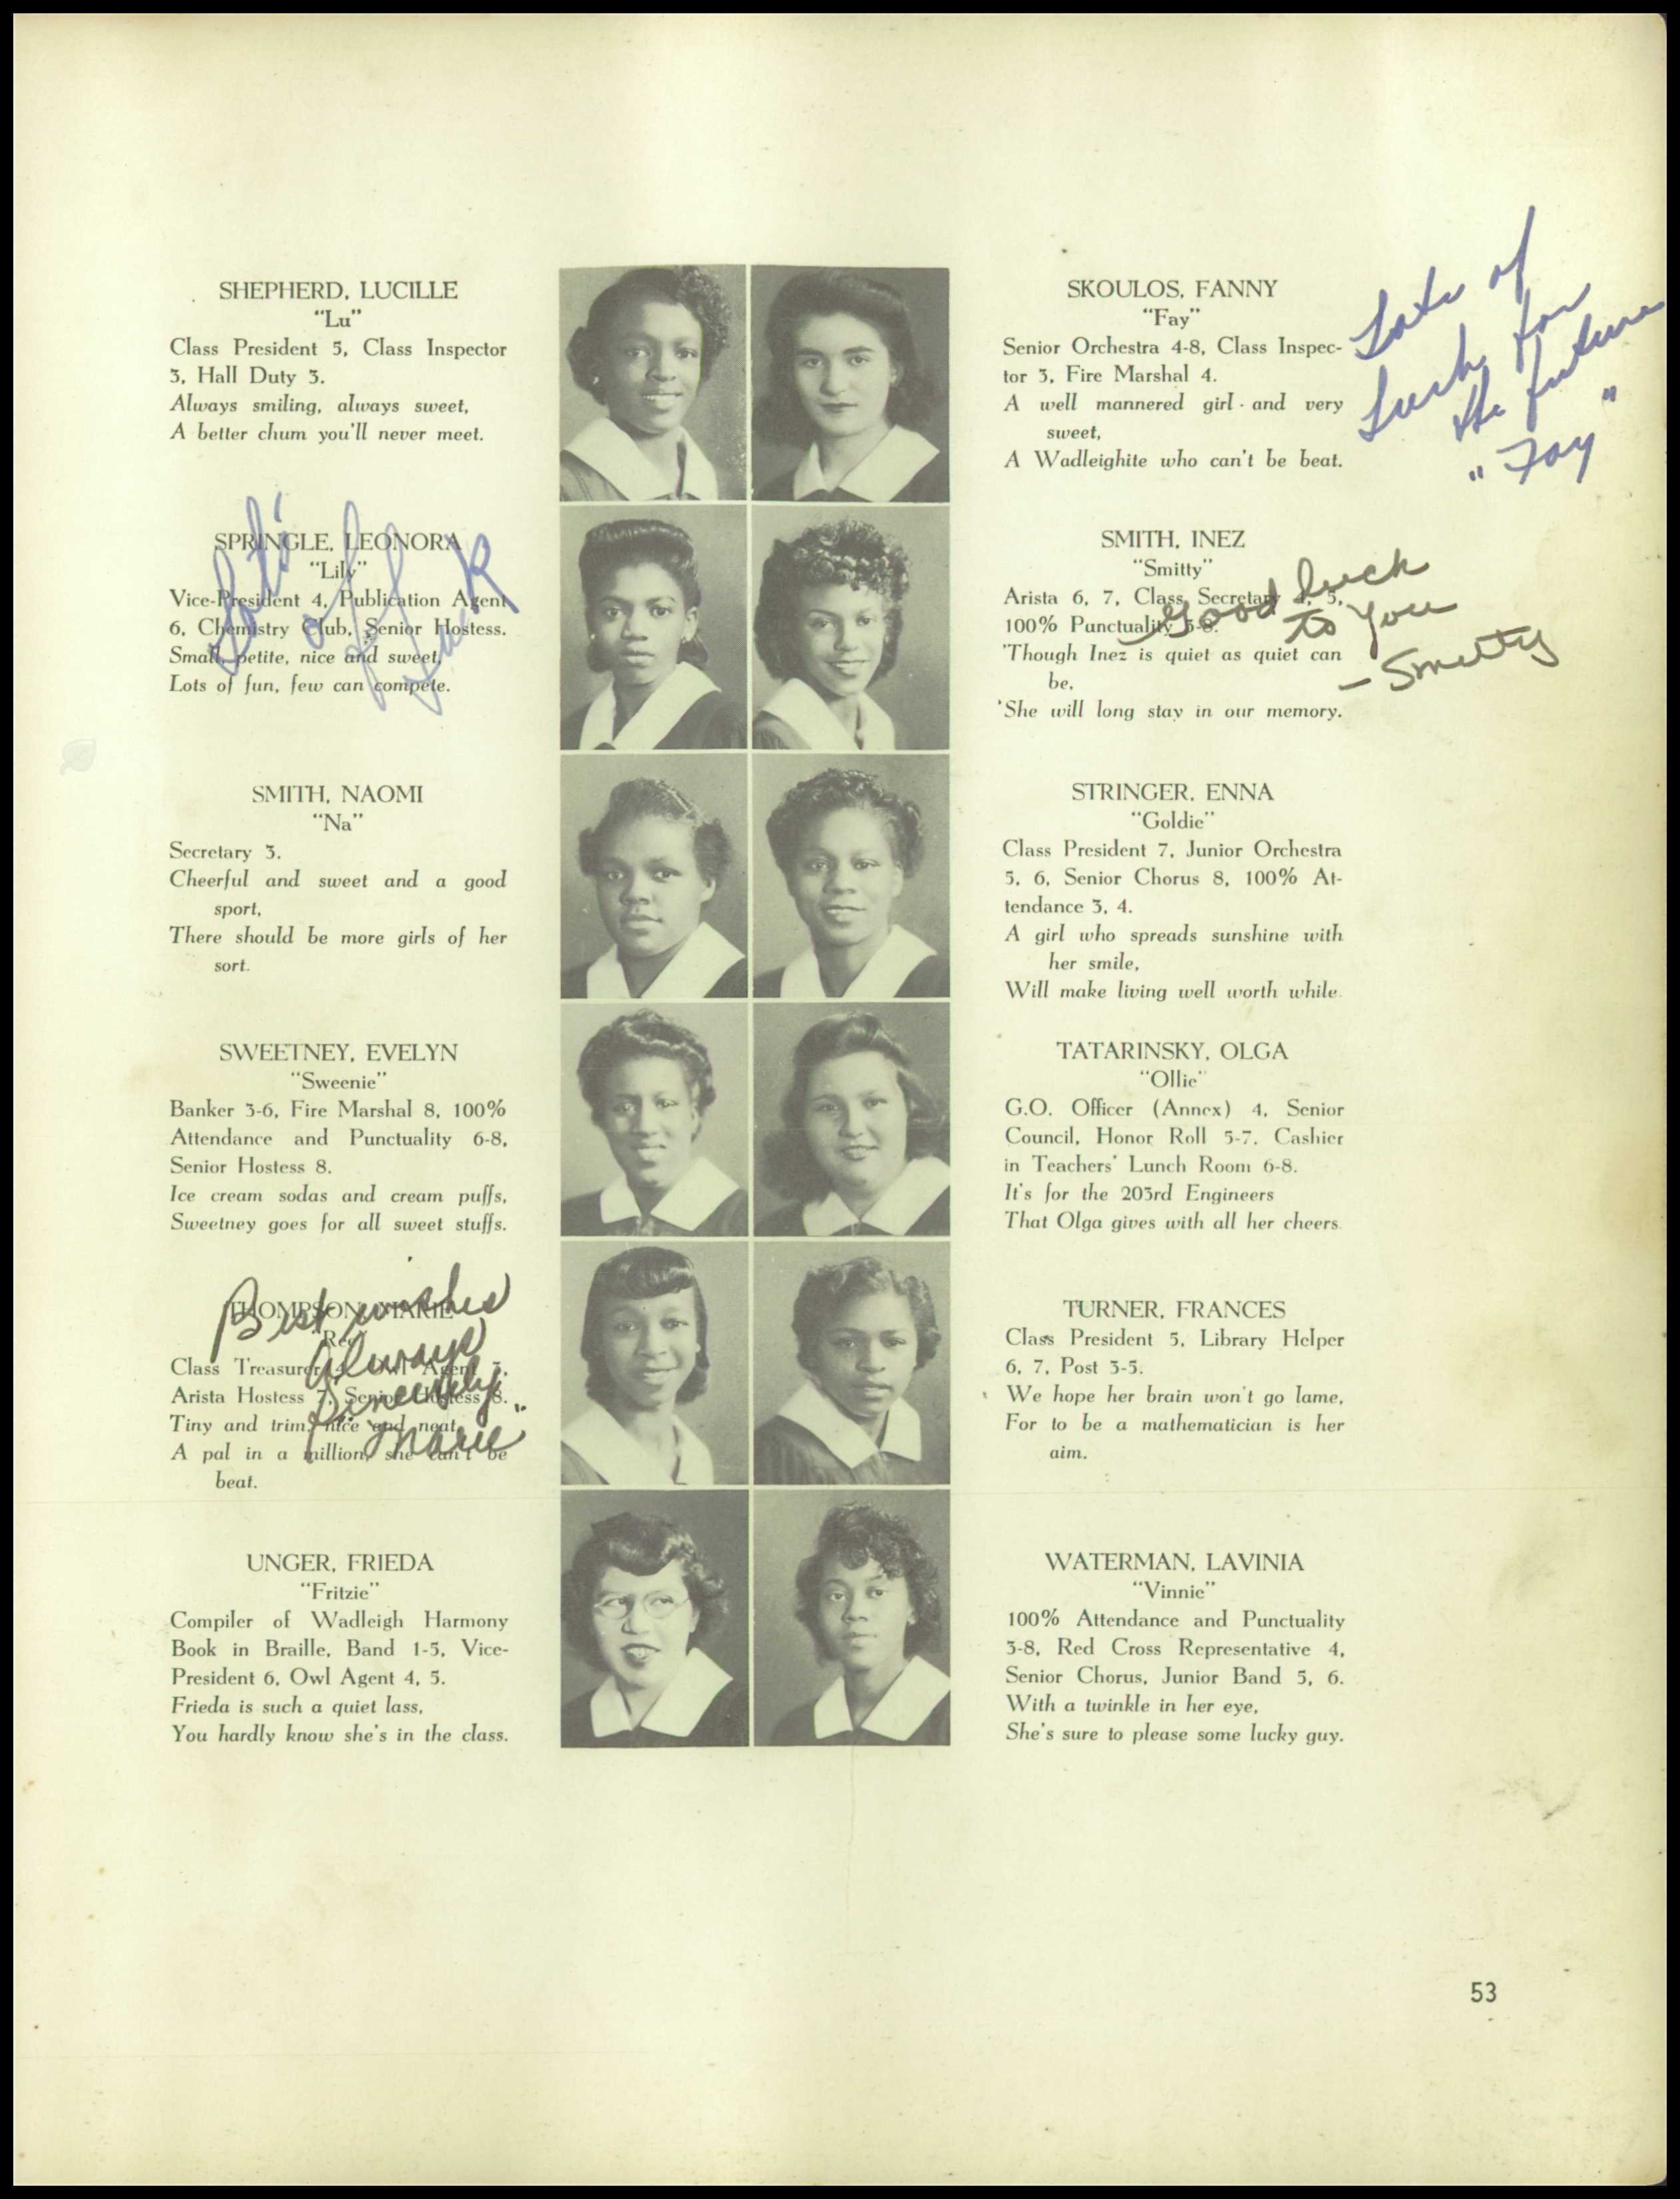 SHEPHERD, LUCILLE
"Lu"
Class President 5, Class Inspector
3, Hall Duty 3.
Always smiling, always sweet,
A better chum you'll never meet.
SKOULOS, FANNY
"Fay"
Senior Orchestra 4-8, Class Inspec-
tor 3, Fire Marshal 4.
A well mannered girl and very
sweet,
A Wadleighite who can't be beat.
Lots of
Luck for
the future
"Fay"
SPRINGLE, LEONORA
"Lily"
Vice-President 4, Publication Agent
6, Chemistry Club, Senior Hostess.
Small, petite, nice and sweet,
Lots of fun, few can compete.
of
Luck
SMITH, INEZ
"Smitty"
Arista 6, 7, Class Secretary 4, 5,
100% Punctuality 5-8.
'Though Inez is quiet as quiet can
be,
'She will long stay in our memory.
Good luck
to you
- Smitty
SMITH, NAOMI
"Na"
Secretary 3.
Cheerful and sweet and a good
sport,
There should be more girls of her
sort.
STRINGER, ENNA
"Goldie"
Class President 7, Junior Orchestra
5, 6, Senior Chorus 8, 100% At-
tendance 3, 4.
A girl who spreads sunshine with
her smile,
Will make living well worth while.
SWEETNEY, EVELYN
"Sweenie"
Banker 3-6, Fire Marshal 8, 100%
Attendance and Punctuality 6-8,
Senior Hostess 8.
Ice cream sodas and cream puffs,
Sweetney goes for all sweet stuffs.
TATARINSKY, OLGA
"Ollie"
G.O. Officer (Annex) 4, Senior
Council, Honor Roll 5-7, Cashier
in Teachers' Lunch Room 6-8.
It's for the 203rd Engineers
That Olga gives with all her cheers.
THOMPSON, MARIE
Class Treasurer 4, Owl Agent
Arista Hostess 7, Senior Hostess 8.
Tiny and trim, nice and neat,
A pal in a million, she can't be
beat.
Best wishes
Always
Sincerely,
Marie
TURNER, FRANCES
Class President 5, Library Helper
6, 7, Post 3-5.
We hope her brain won't go lame,
For to be a mathematician is her
aim.
UNGER, FRIEDA
"Fritzie"
Compiler of Wadleigh Harmony
Book in Braille, Band 1-5, Vice-
President 6, Owl Agent 4, 5.
Frieda is such a quiet lass,
You hardly know she's in the class.
WATERMAN, LAVINIA
"Vinnie"
100% Attendance and Punctuality
3-8, Red Cross Representative 4,
Senior Chorus, Junior Band 5, 6.
With a twinkle in her eye,
She's sure to please some lucky guy.
53